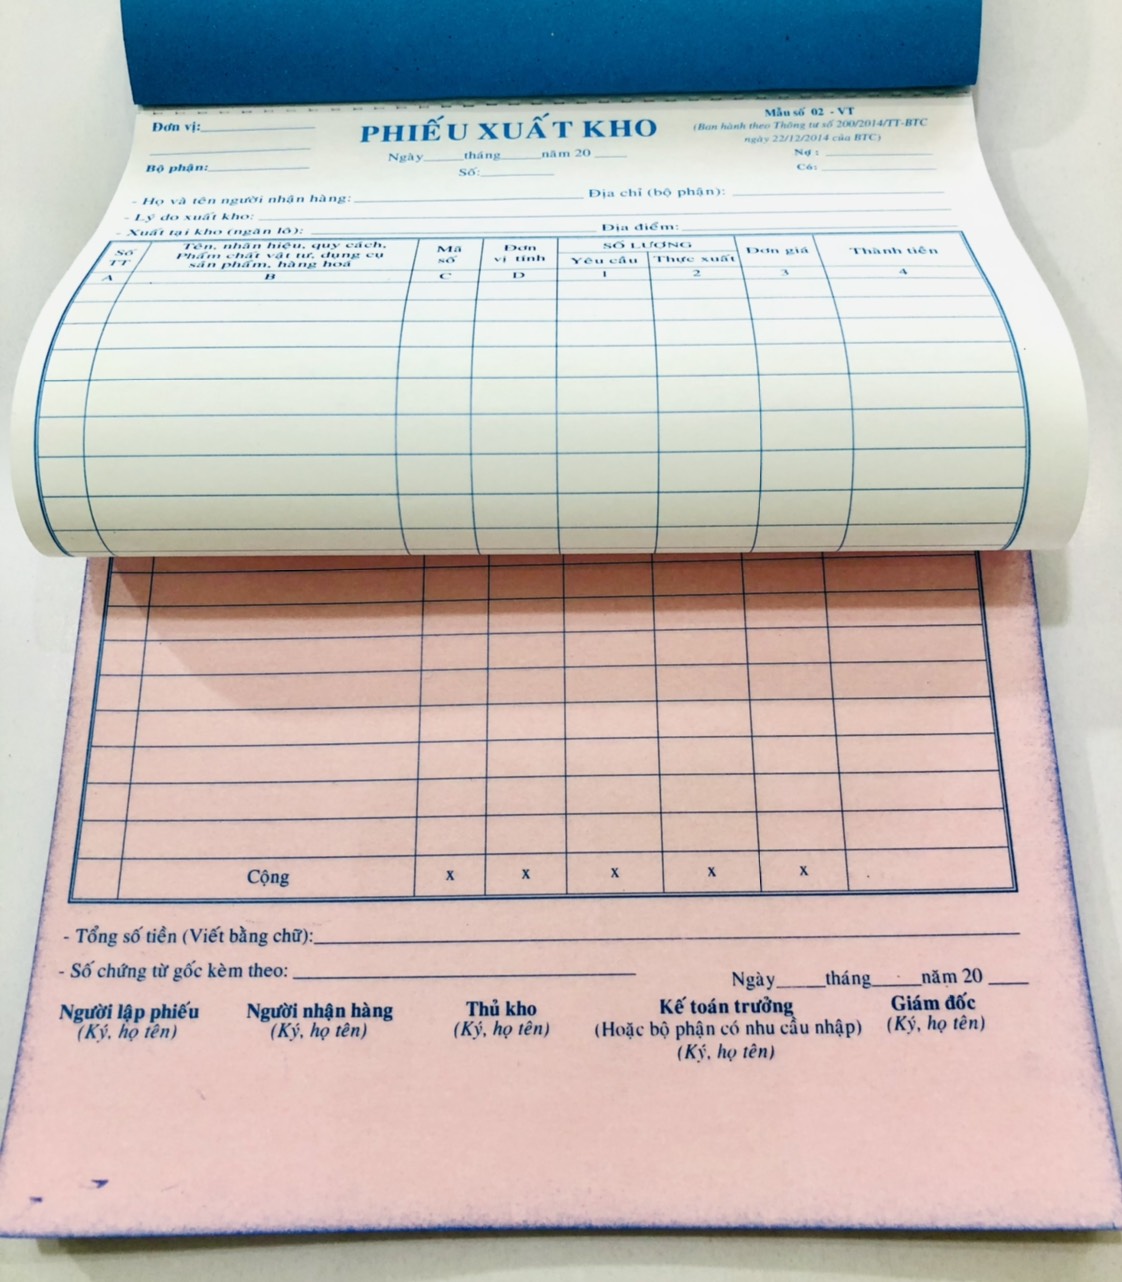 Đơn vị:
PHIẾU XUẤT KHO
Mẫu số 02 - VT
(Ban hành theo Thông tư số 200/2014/TT-BTC
ngày 22/12/2014 của BTC)
Ngày tháng năm 20
Nợ :
Bộ phận:
Số:
Có:
- Họ và tên người nhận hàng: Địa chỉ (bộ phận):
- Lý do xuất kho:
- Xuất tại kho (ngăn lô): Địa điểm:
Số TT
Tên, nhãn hiệu, quy cách,
Phẩm chất vật tư, dụng cụ
sản phẩm, hàng hoá
Mã số
Đơn vị tính
SỐ LƯỢNG
Yêu cầu Thực xuất
Đơn giá
Thành tiền
A B C D 1 2 3 4
Cộng x x x x x
- Tổng số tiền (Viết bằng chữ):
- Số chứng từ gốc kèm theo:
Ngày tháng năm 20
Người lập phiếu Người nhận hàng Thủ kho Kế toán trưởng Giám đốc
(Ký, họ tên) (Ký, họ tên) (Ký, họ tên) (Hoặc bộ phận có nhu cầu nhập) (Ký, họ tên)
(Ký, họ tên)